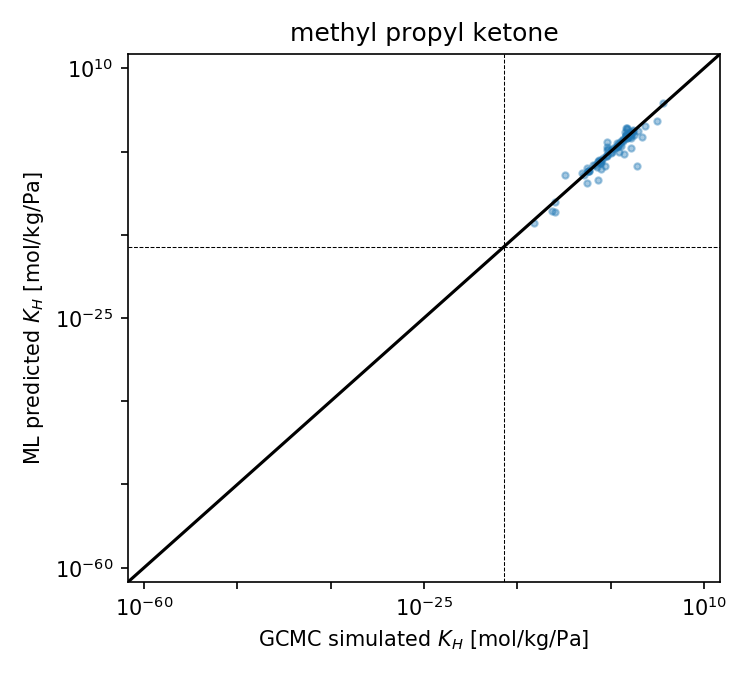 methyl propyl ketone
10^10
10^-25
10^-60
ML predicted K_H [mol/kg/Pa]
10^-60 10^-25 10^10
GCMC simulated K_H [mol/kg/Pa]